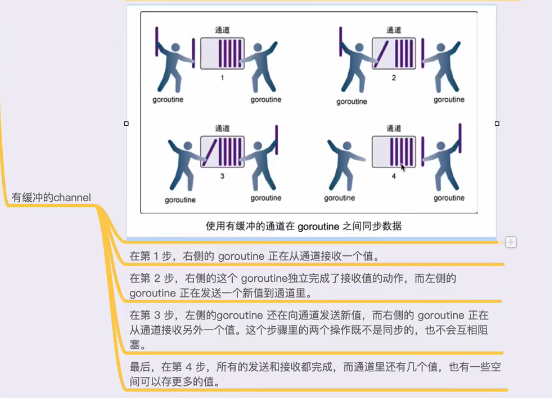 通道
通道
1
2
goroutine
goroutine
goroutine
goroutine
通道
通道
3
4
goroutine
goroutine
goroutine
goroutine
使用有缓冲的通道在 goroutine 之间同步数据
有缓冲的channel
在第 1 步，右侧的 goroutine 正在从通道接收一个值。
在第 2 步，右侧的这个 goroutine独立完成了接收值的动作，而左侧的
goroutine 正在发送一个新值到通道里。
在第 3 步，左侧的goroutine 还在向通道发送新值，而右侧的 goroutine 正在
从通道接收另外一个值。这个步骤里的两个操作既不是同步的，也不会互相阻
塞。
最后，在第 4 步，所有的发送和接收都完成，而通道里还有几个值，也有一些空
间可以存更多的值。